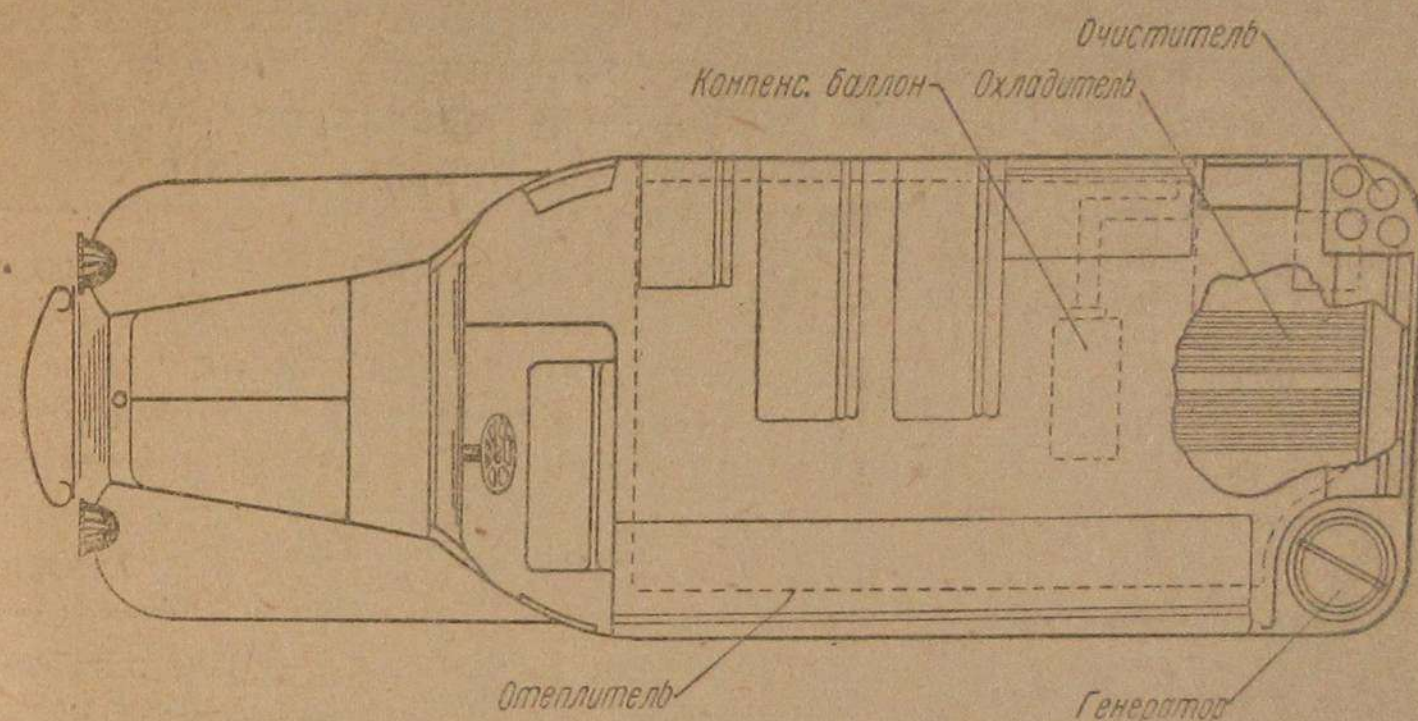 Очиститель
Компенс. баллон Охладитель
Отеплитель
Генератор